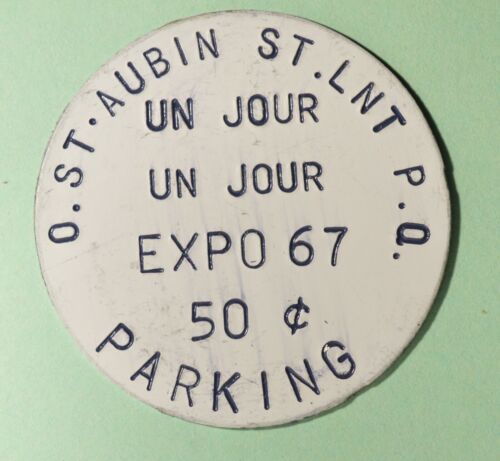 O.ST.AUBIN ST.LNT P.Q.
UN JOUR
UN JOUR
EXPO 67
50 ¢
PARKING